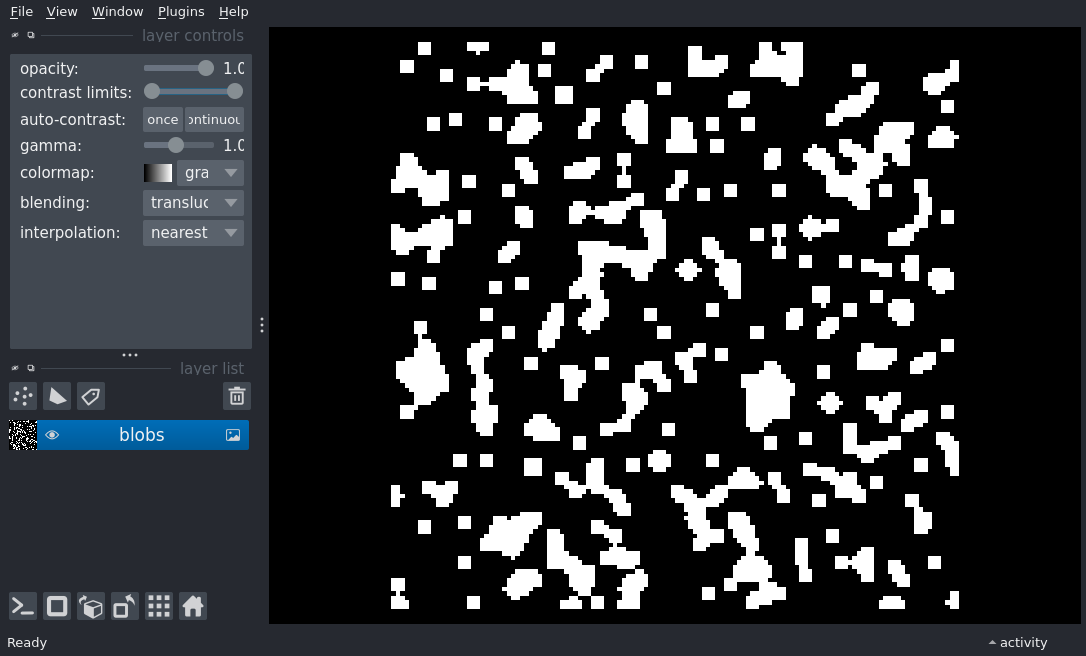 File View Window Plugins Help
layer controls
opacity: 1.0
contrast limits:
auto-contrast: once ontinuou
gamma: 1.0
colormap: gra
blending: transluc
interpolation: nearest
layer list
blobs
Ready
activity